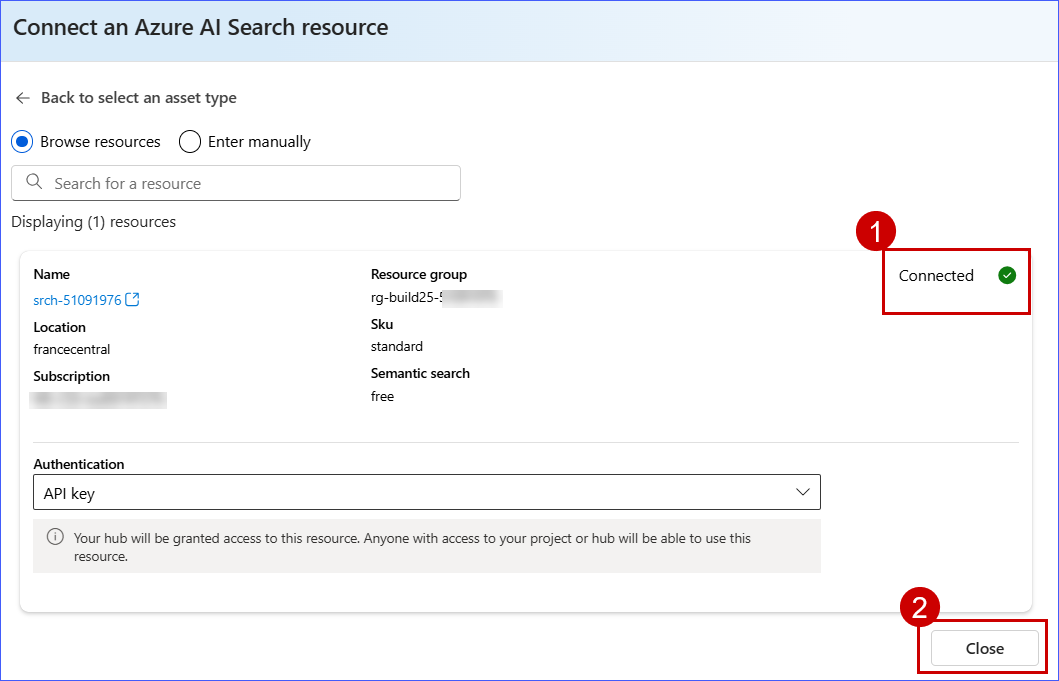 Connect an Azure AI Search resource
Back to select an asset type
Browse resources Enter manually
Search for a resource
Displaying (1) resources
1
Connected
Name
srch-51091976
Location
francecentral
Subscription
Resource group
rg-build25-
Sku
standard
Semantic search
free
Authentication
API key
Your hub will be granted access to this resource. Anyone with access to your project or hub will be able to use this
resource.
2
Close